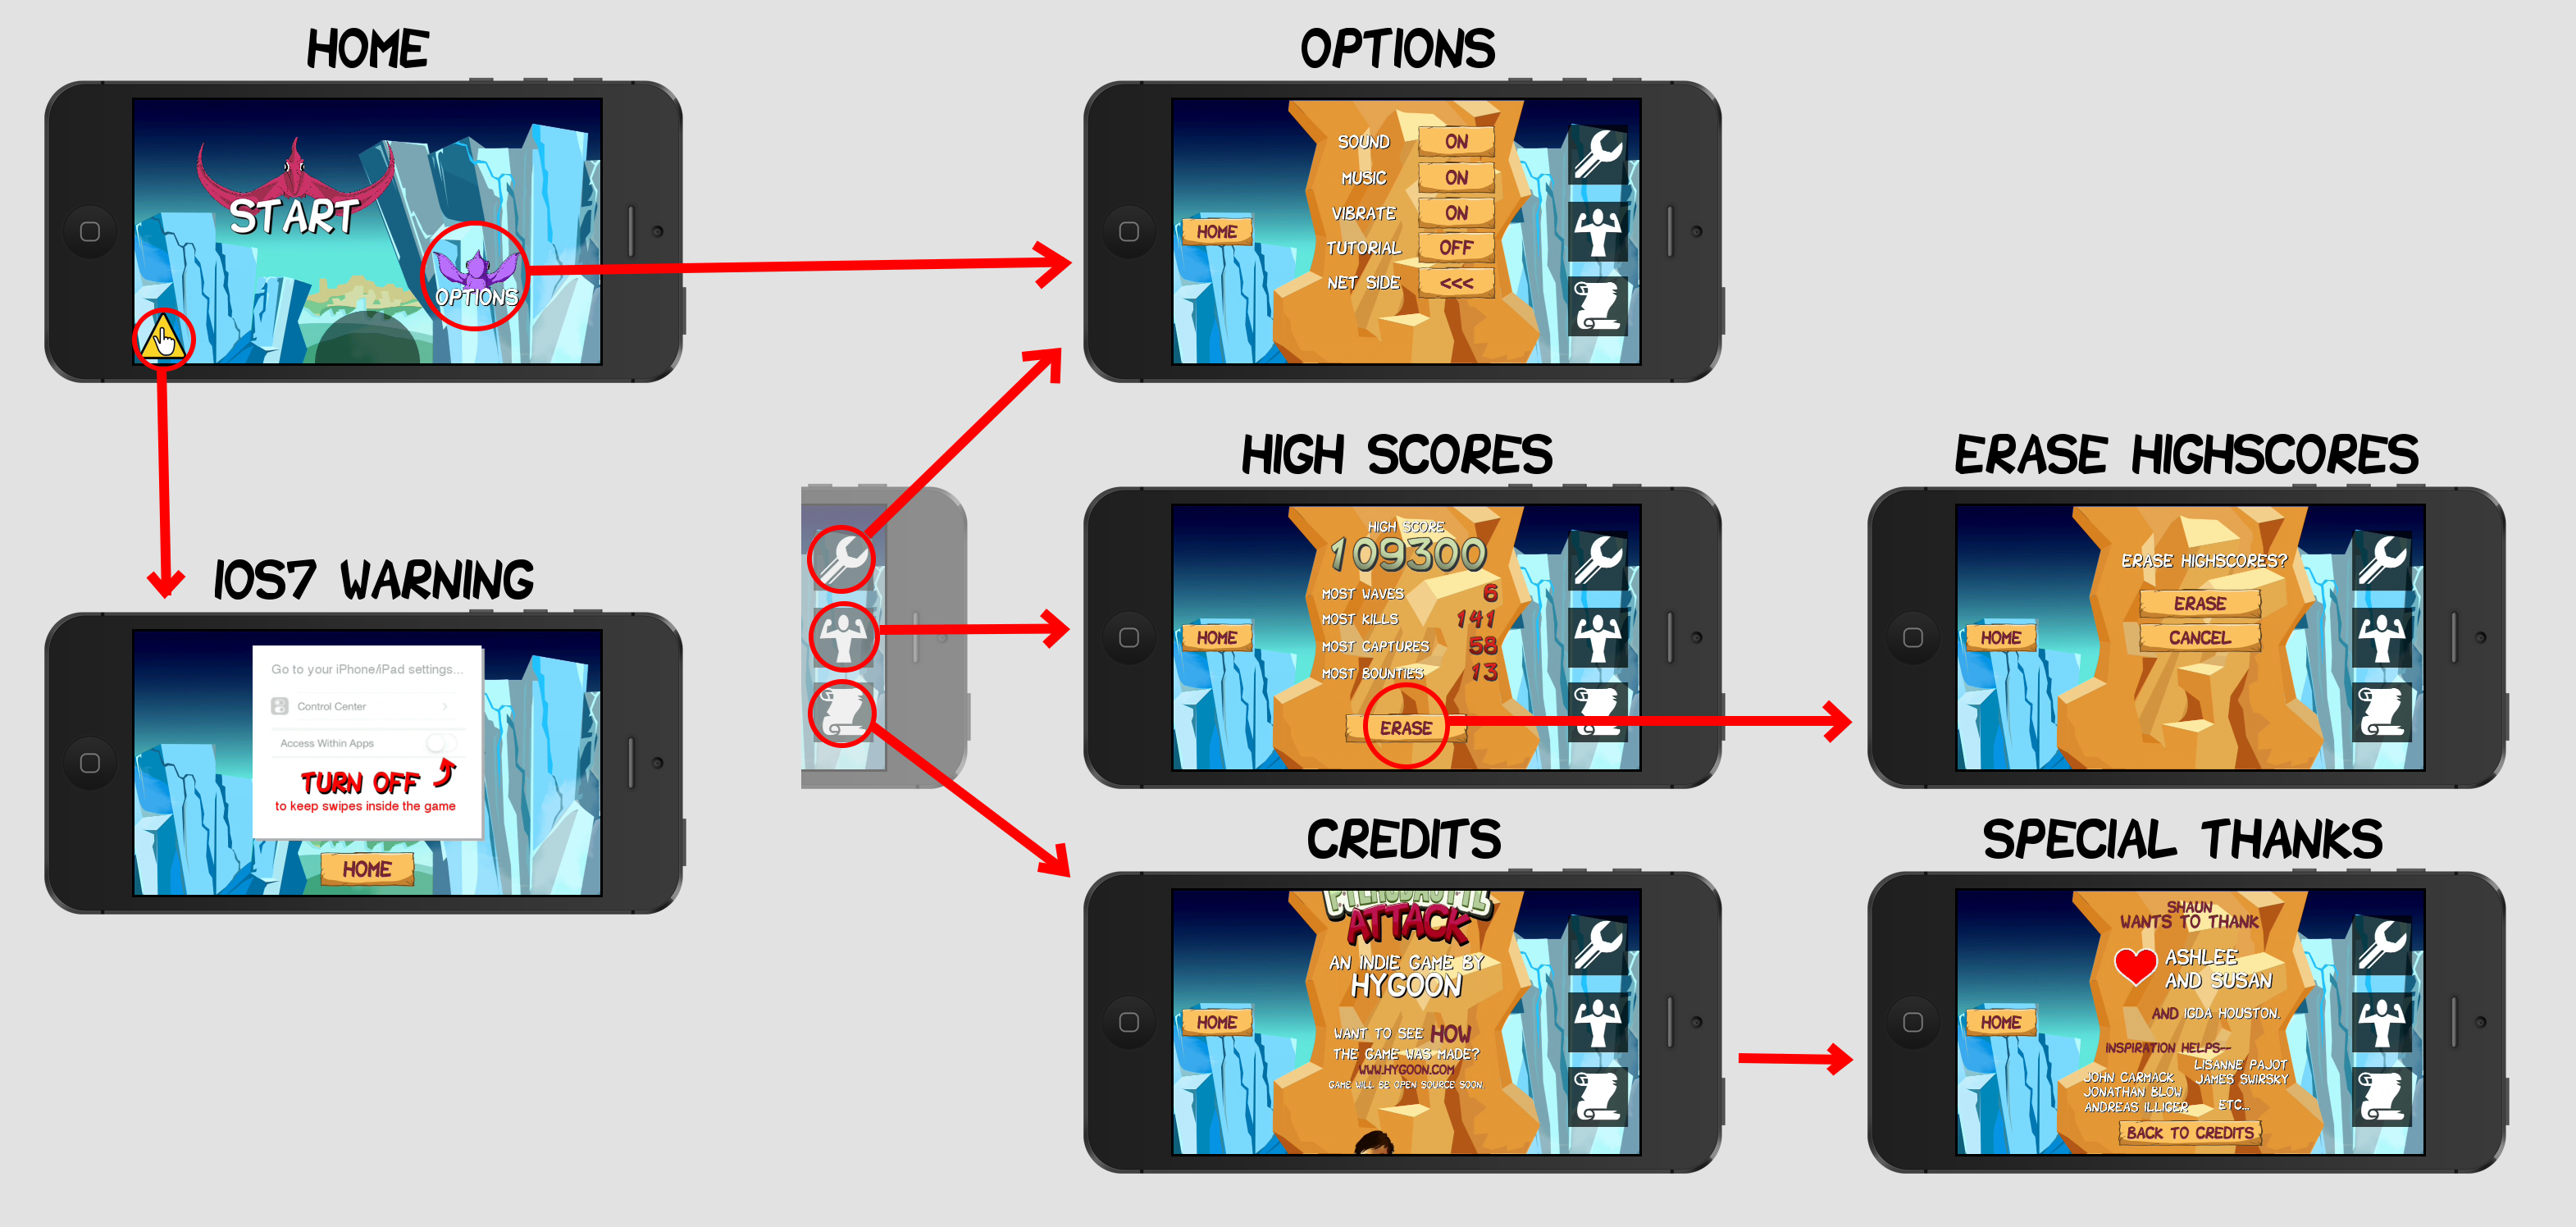 HOME
START
OPTIONS
OPTIONS
SOUND ON
MUSIC ON
VIBRATE ON
TUTORIAL OFF
NET SIDE <<<
HOME
IOS7 WARNING
Go to your iPhone/iPad settings...
Control Center
Access Within Apps
TURN OFF
to keep swipes inside the game
HOME
HIGH SCORES
HIGH SCORE
109300
MOST WAVES 6
MOST KILLS 141
MOST CAPTURES 58
MOST BOUNTIES 13
ERASE
HOME
ERASE HIGHSCORES
ERASE HIGHSCORES?
ERASE
CANCEL
HOME
CREDITS
PTERODACTYL
ATTACK
AN INDIE GAME BY
HYGOON
WANT TO SEE HOW
THE GAME WAS MADE?
WWW.HYGOON.COM
GAME WILL BE OPEN SOURCE SOON.
HOME
SPECIAL THANKS
SHAUN
WANTS TO THANK
ASHLEE
AND SUSAN
AND IGDA HOUSTON.
INSPIRATION HELPS--
LISANNE PAJOT
JOHN CARMACK
JAMES SWIRSKY
JONATHAN BLOW
ANDREAS ILLIGER
ETC...
BACK TO CREDITS
HOME